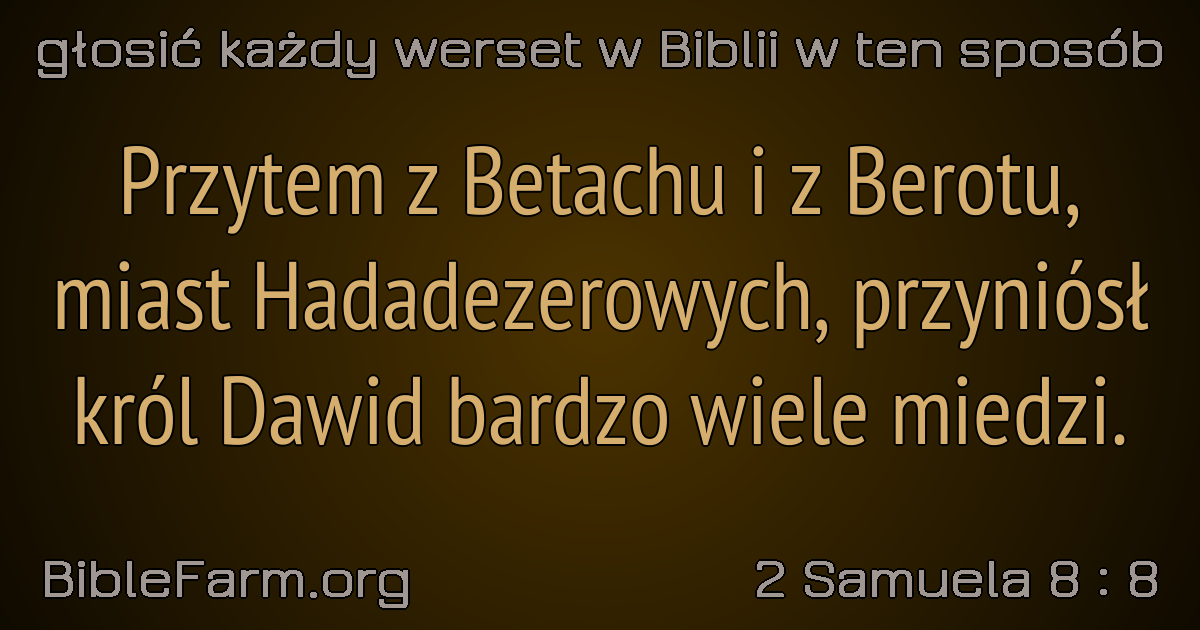 głosić każdy werset w Biblii w ten sposób
Przytem z Betachu i z Berotu,
miast Hadadezerowych, przyniósł
król Dawid bardzo wiele miedzi.
BibleFarm.org
2 Samuela 8 : 8